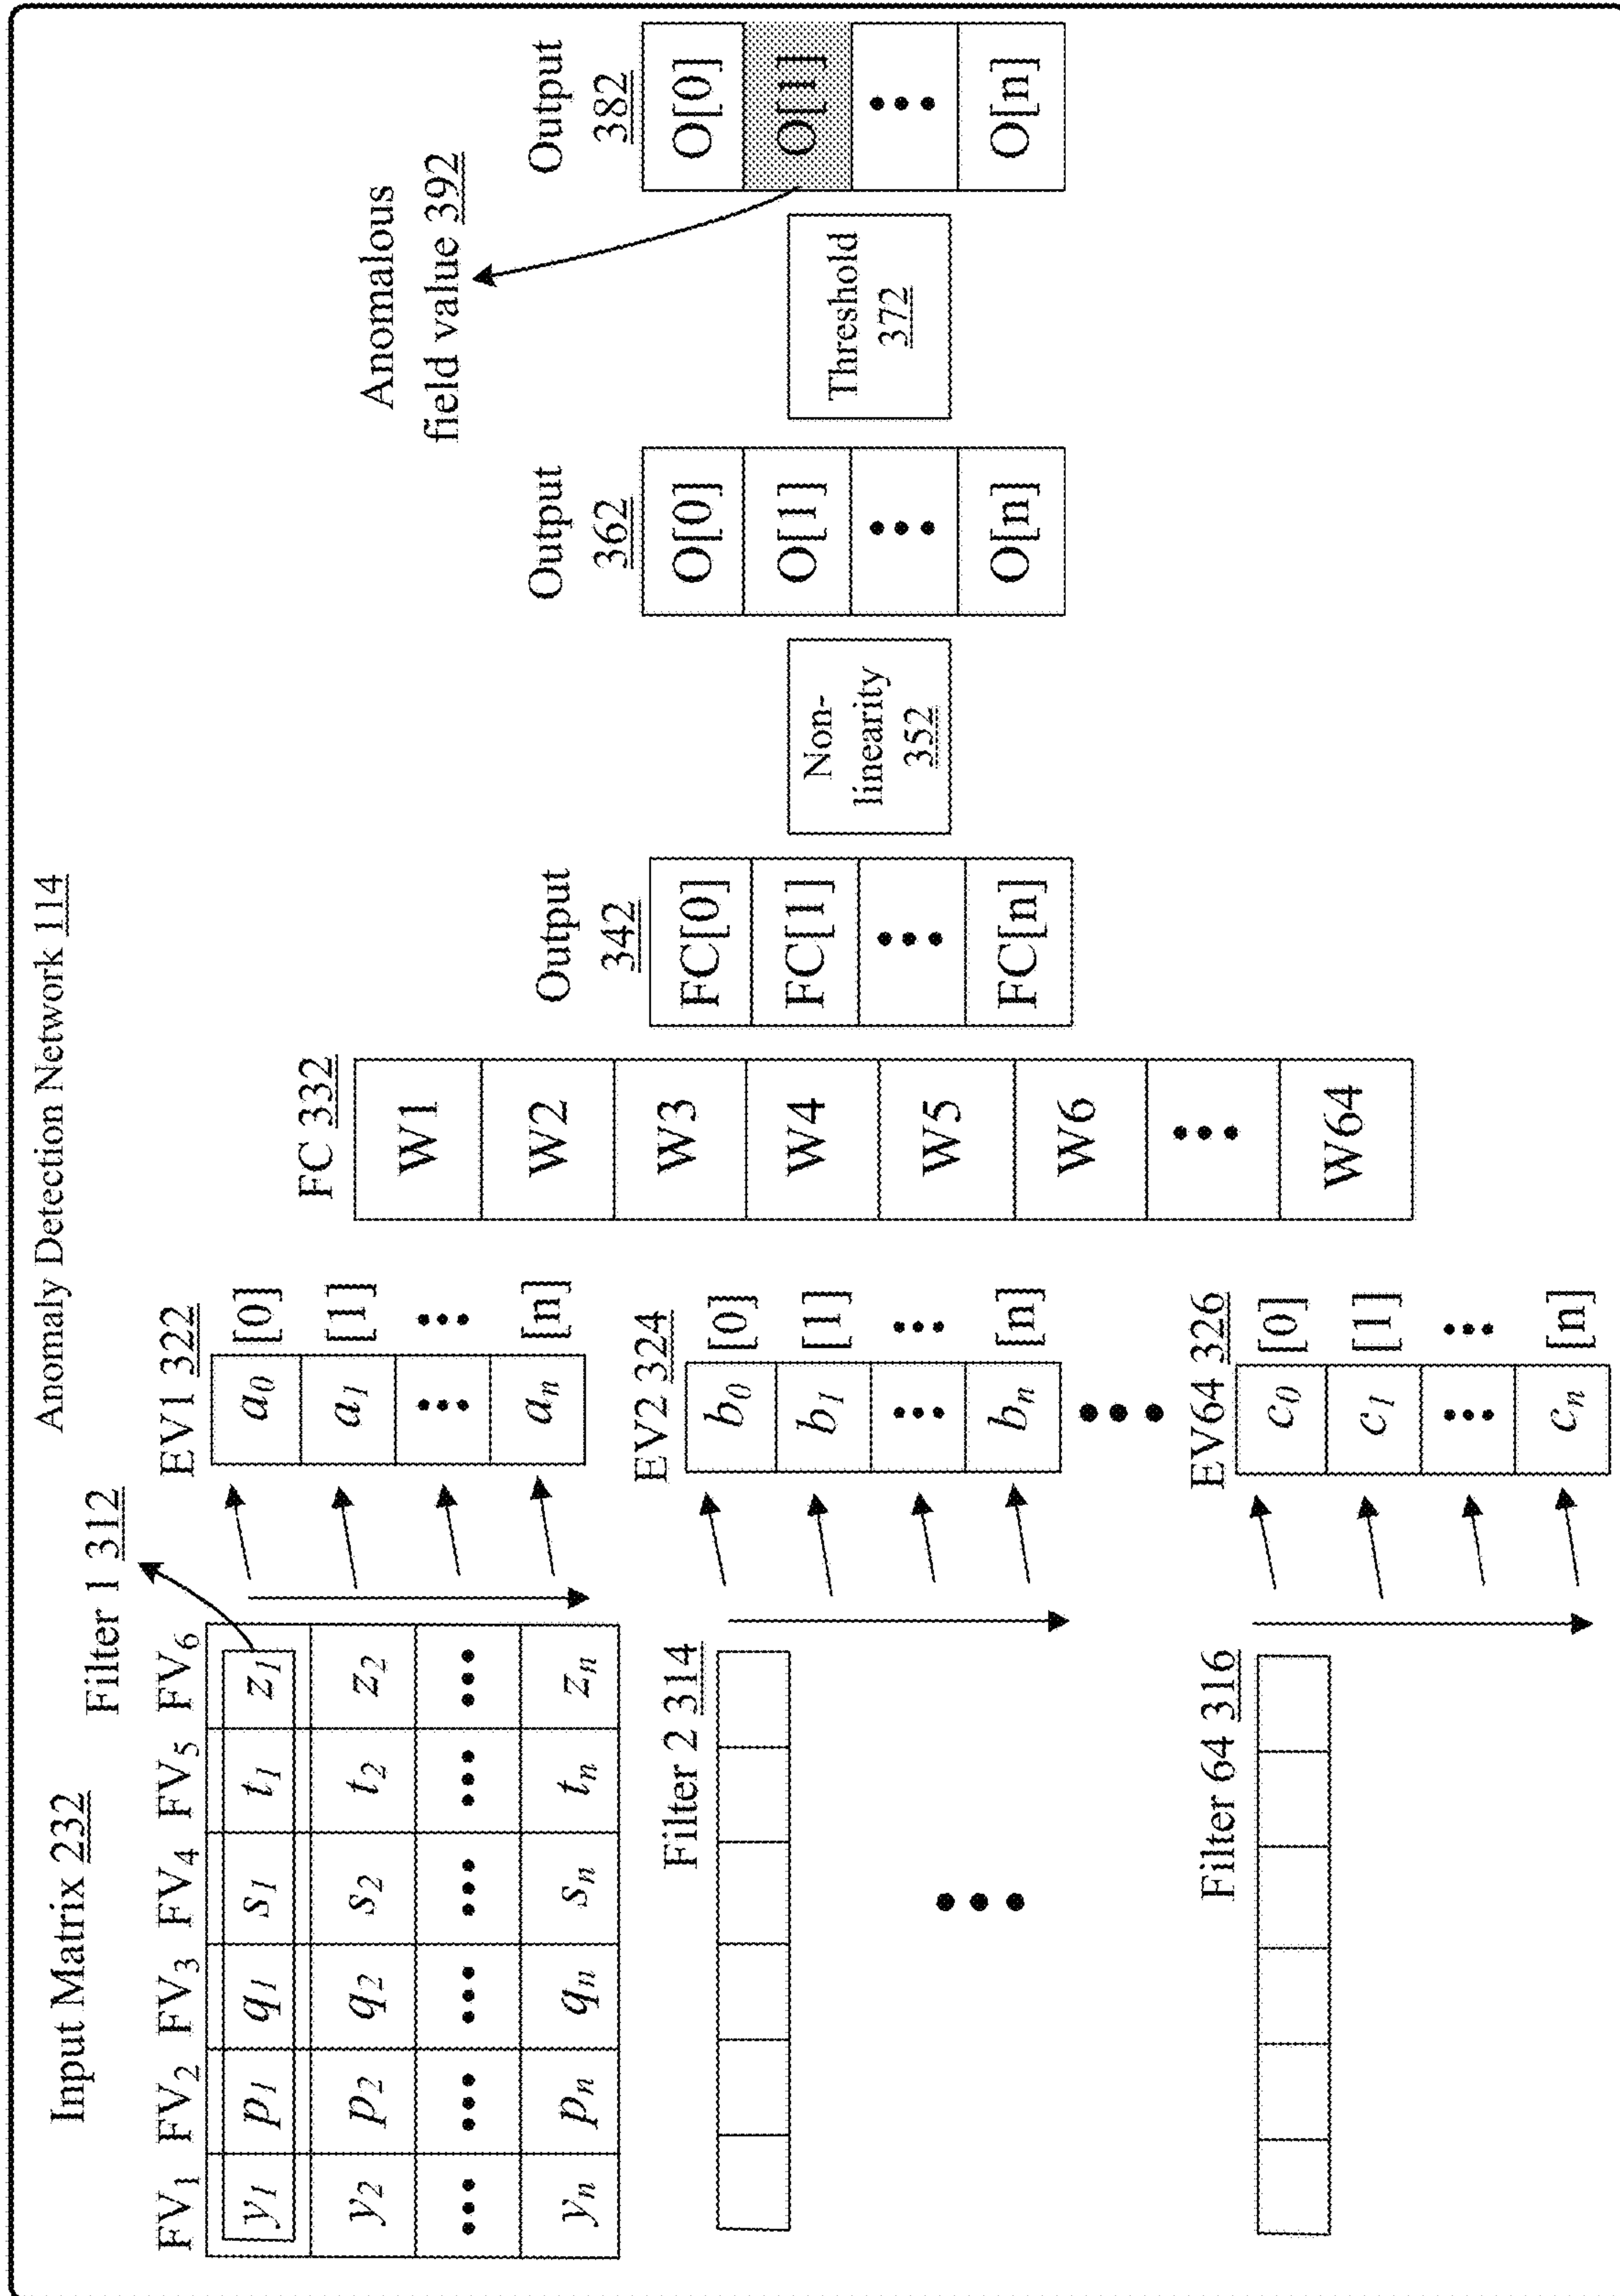 Anomaly Detection Network 114
Input Matrix 232
FV1 FV2 FV3 FV4 FV5 FV6
y1 p1 q1 s1 t1 z1
y2 p2 q2 s2 t2 z2
yn pn qn sn tn zn
Filter 1 312
Filter 2 314
Filter 64 316
EV1 322
a0 [0]
a1 [1]
an [n]
EV2 324
b0 [0]
b1 [1]
bn [n]
EV64 326
c0 [0]
c1 [1]
cn [n]
FC 332
W1
W2
W3
W4
W5
W6
W64
Output
342
FC[0]
FC[1]
FC[n]
Non-
linearity
352
Output
362
O[0]
O[1]
O[n]
Threshold
372
Anomalous
field value 392
Output
382
O[0]
O[1]
O[n]